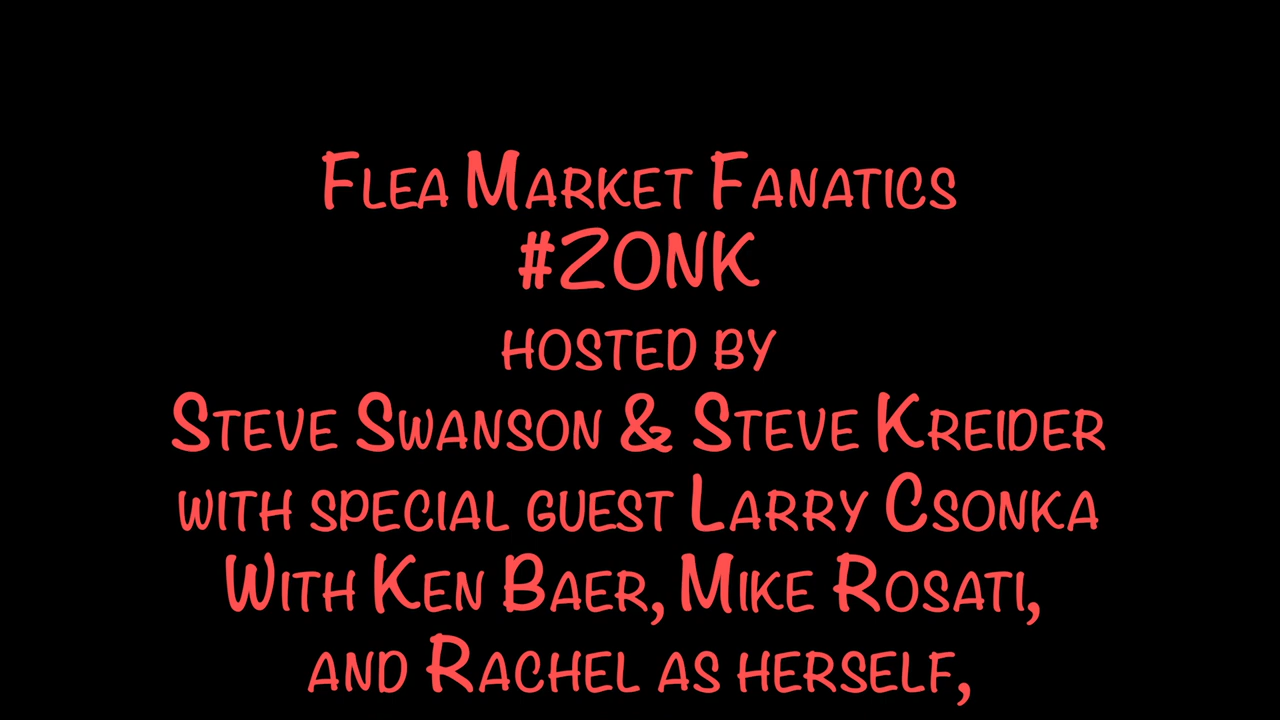 Flea Market Fanatics
#ZONK
hosted by
Steve Swanson & Steve Kreider
with special guest Larry Csonka
With Ken Baer, Mike Rosati,
and Rachel as herself,